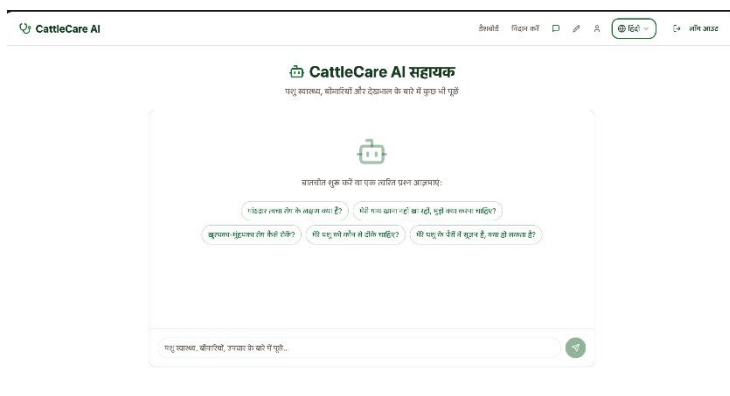 CattleCare AI
डैशबोर्ड निदान करें हिंदी लॉग आउट
CattleCare AI सहायक
पशु स्वास्थ्य, बीमारियों और देखभाल के बारे में कुछ भी पूछें
बातचीत शुरू करें या एक त्वरित प्रश्न आज़माएं:
गांठदार त्वचा रोग के लक्षण क्या हैं? मेरी गाय खाना नहीं खा रही, मुझे क्या करना चाहिए?
खुरपका-मुंहपका रोग कैसे रोकें? मेरे पशु को कौन से टीके चाहिए? मेरे पशु के पैरों में सूजन है, क्या हो सकता है?
पशु स्वास्थ्य, बीमारियों, उपचार के बारे में पूछें...